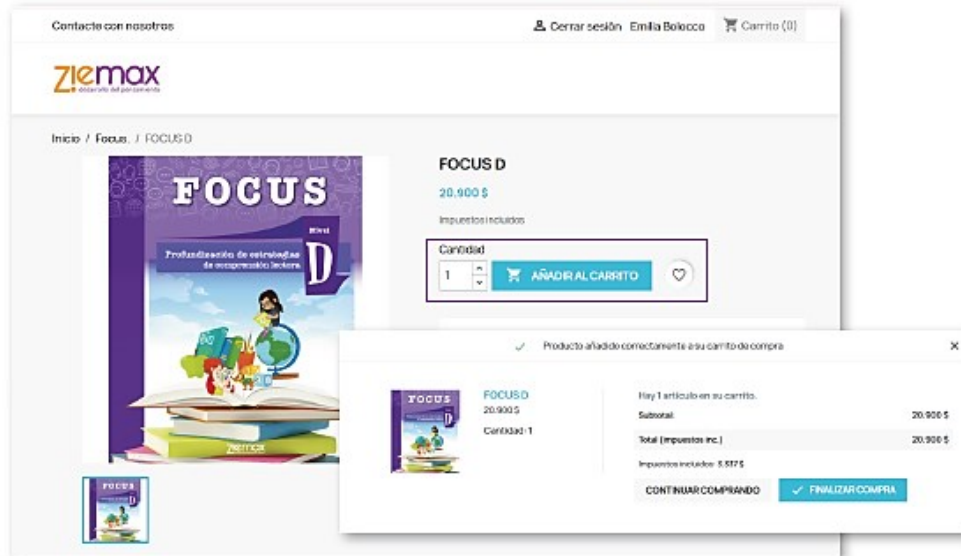 Contacte con nosotros
Cerrar sesión Emilia Bolocco Carrito (0)
ziemax
desarrollo del pensamiento
Inicio / Focus. / FOCUS D
FOCUS
Nivel
D
Profundización de estrategias
de comprensión lectora
ziemax
FOCUS
D
FOCUS D
20.900 $
Impuestos incluidos
Cantidad
1 AÑADIR AL CARRITO
Producto añadido correctamente a su carrito de compra
FOCUS
D
FOCUS D
20.900 $
Cantidad: 1
Hay 1 artículo en su carrito.
Subtotal: 20.900 $
Total (impuestos inc.) 20.900 $
Impuestos incluidos: 3.337 $
CONTINUAR COMPRANDO
FINALIZAR COMPRA